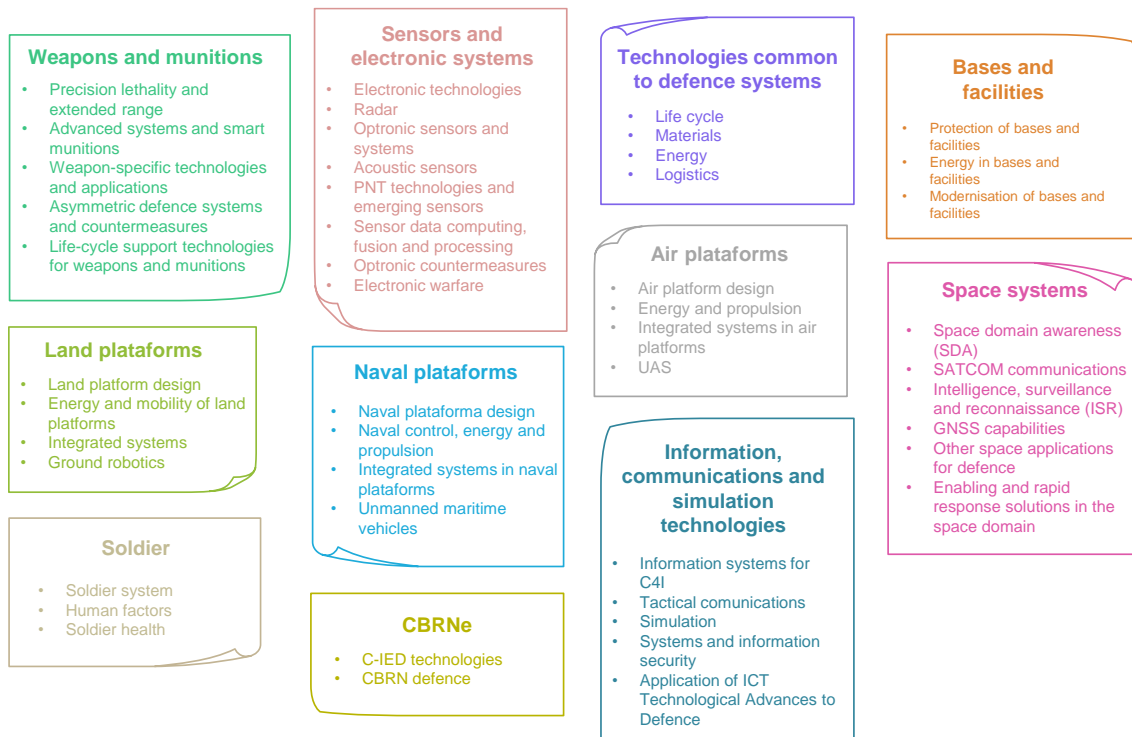 Weapons and munitions
• Precision lethality and
extended range
• Advanced systems and smart
munitions
• Weapon-specific technologies
and applications
• Asymmetric defence systems
and countermeasures
• Life-cycle support technologies
for weapons and munitions
Land plataforms
• Land platform design
• Energy and mobility of land
platforms
• Integrated systems
• Ground robotics
Soldier
• Soldier system
• Human factors
• Soldier health
Sensors and
electronic systems
• Electronic technologies
• Radar
• Optronic sensors and
systems
• Acoustic sensors
• PNT technologies and
emerging sensors
• Sensor data computing,
fusion and processing
• Optronic countermeasures
• Electronic warfare
Naval plataforms
• Naval plataforma design
• Naval control, energy and
propulsion
• Integrated systems in naval
plataforms
• Unmanned maritime
vehicles
CBRNe
• C-IED technologies
• CBRN defence
Technologies common
to defence systems
• Life cycle
• Materials
• Energy
• Logistics
Air plataforms
• Air platform design
• Energy and propulsion
• Integrated systems in air
platforms
• UAS
Information,
communications and
simulation
technologies
• Information systems for
C4I
• Tactical comunications
• Simulation
• Systems and information
security
• Application of ICT
Technological Advances to
Defence
Bases and
facilities
• Protection of bases and
facilities
• Energy in bases and
facilities
• Modernisation of bases and
facilities
Space systems
• Space domain awareness
(SDA)
• SATCOM communications
• Intelligence, surveillance
and reconnaissance (ISR)
• GNSS capabilities
• Other space applications
for defence
• Enabling and rapid
response solutions in the
space domain